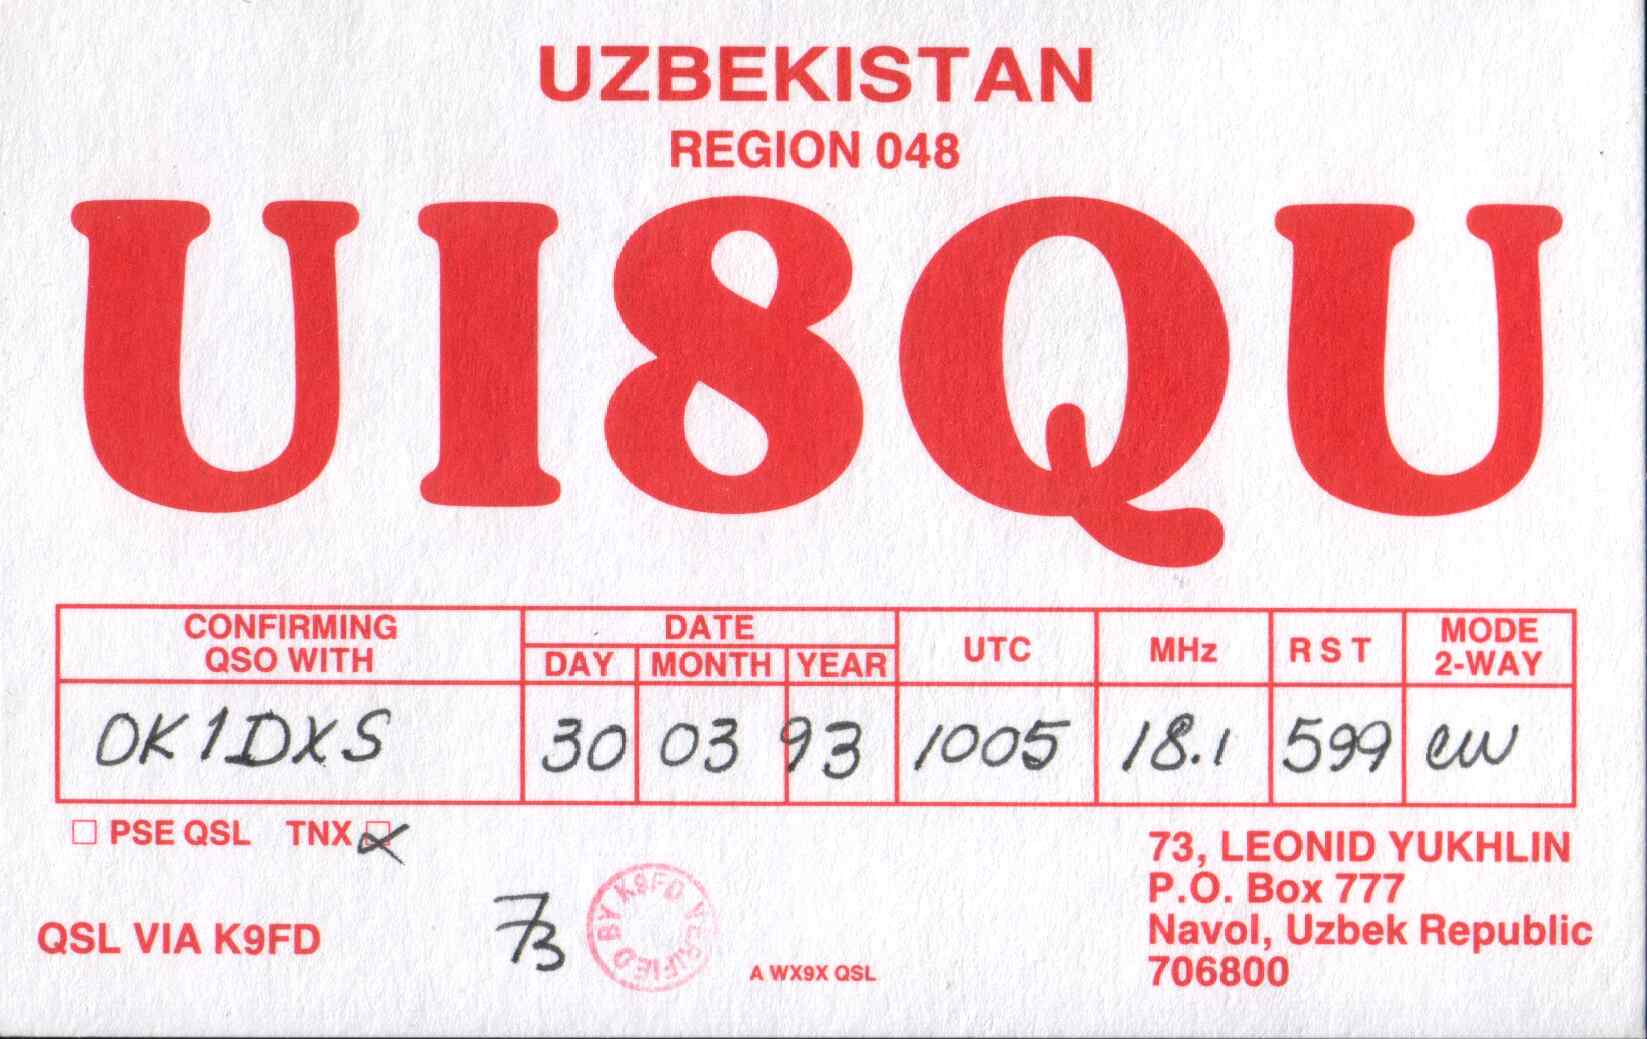 UZBEKISTAN
REGION 048
UI8QU
CONFIRMING QSO WITH DATE DAY MONTH YEAR UTC MHz RST MODE 2-WAY
OK1DXS 30 03 93 1005 18.1 599 CW
PSE QSL TNX
73, LEONID YUKHLIN
P.O. Box 777
Navol, Uzbek Republic
706800
QSL VIA K9FD
73
VERIFIED BY K9FD
A WX9X QSL